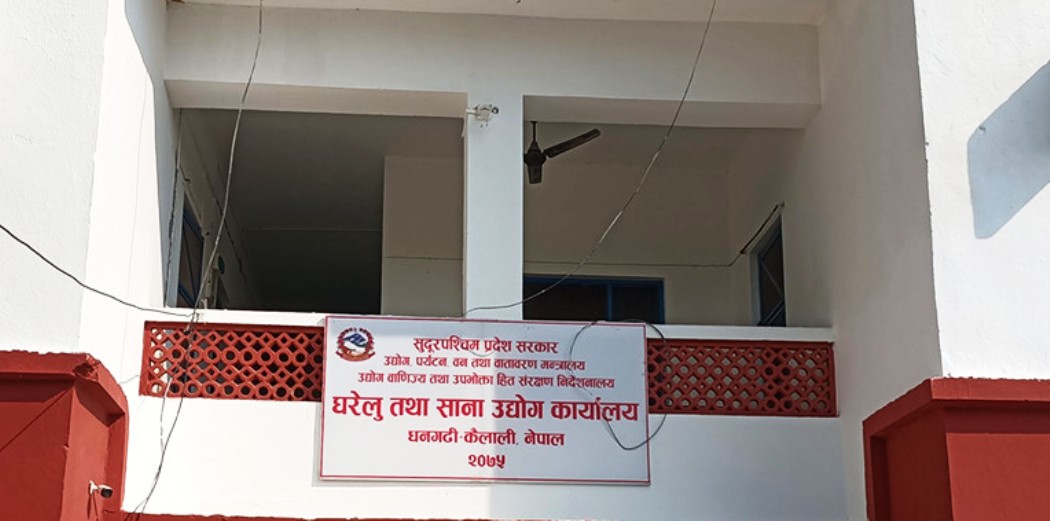 सुदूरपश्चिम प्रदेश सरकार
उद्योग, पर्यटन, वन तथा वातावरण मन्त्रालय
उद्योग वाणिज्य तथा उपभोक्ता हित संरक्षण निर्देशनालय
घरेलु तथा साना उद्योग कार्यालय
धनगढी-कैलाली, नेपाल
२०७५